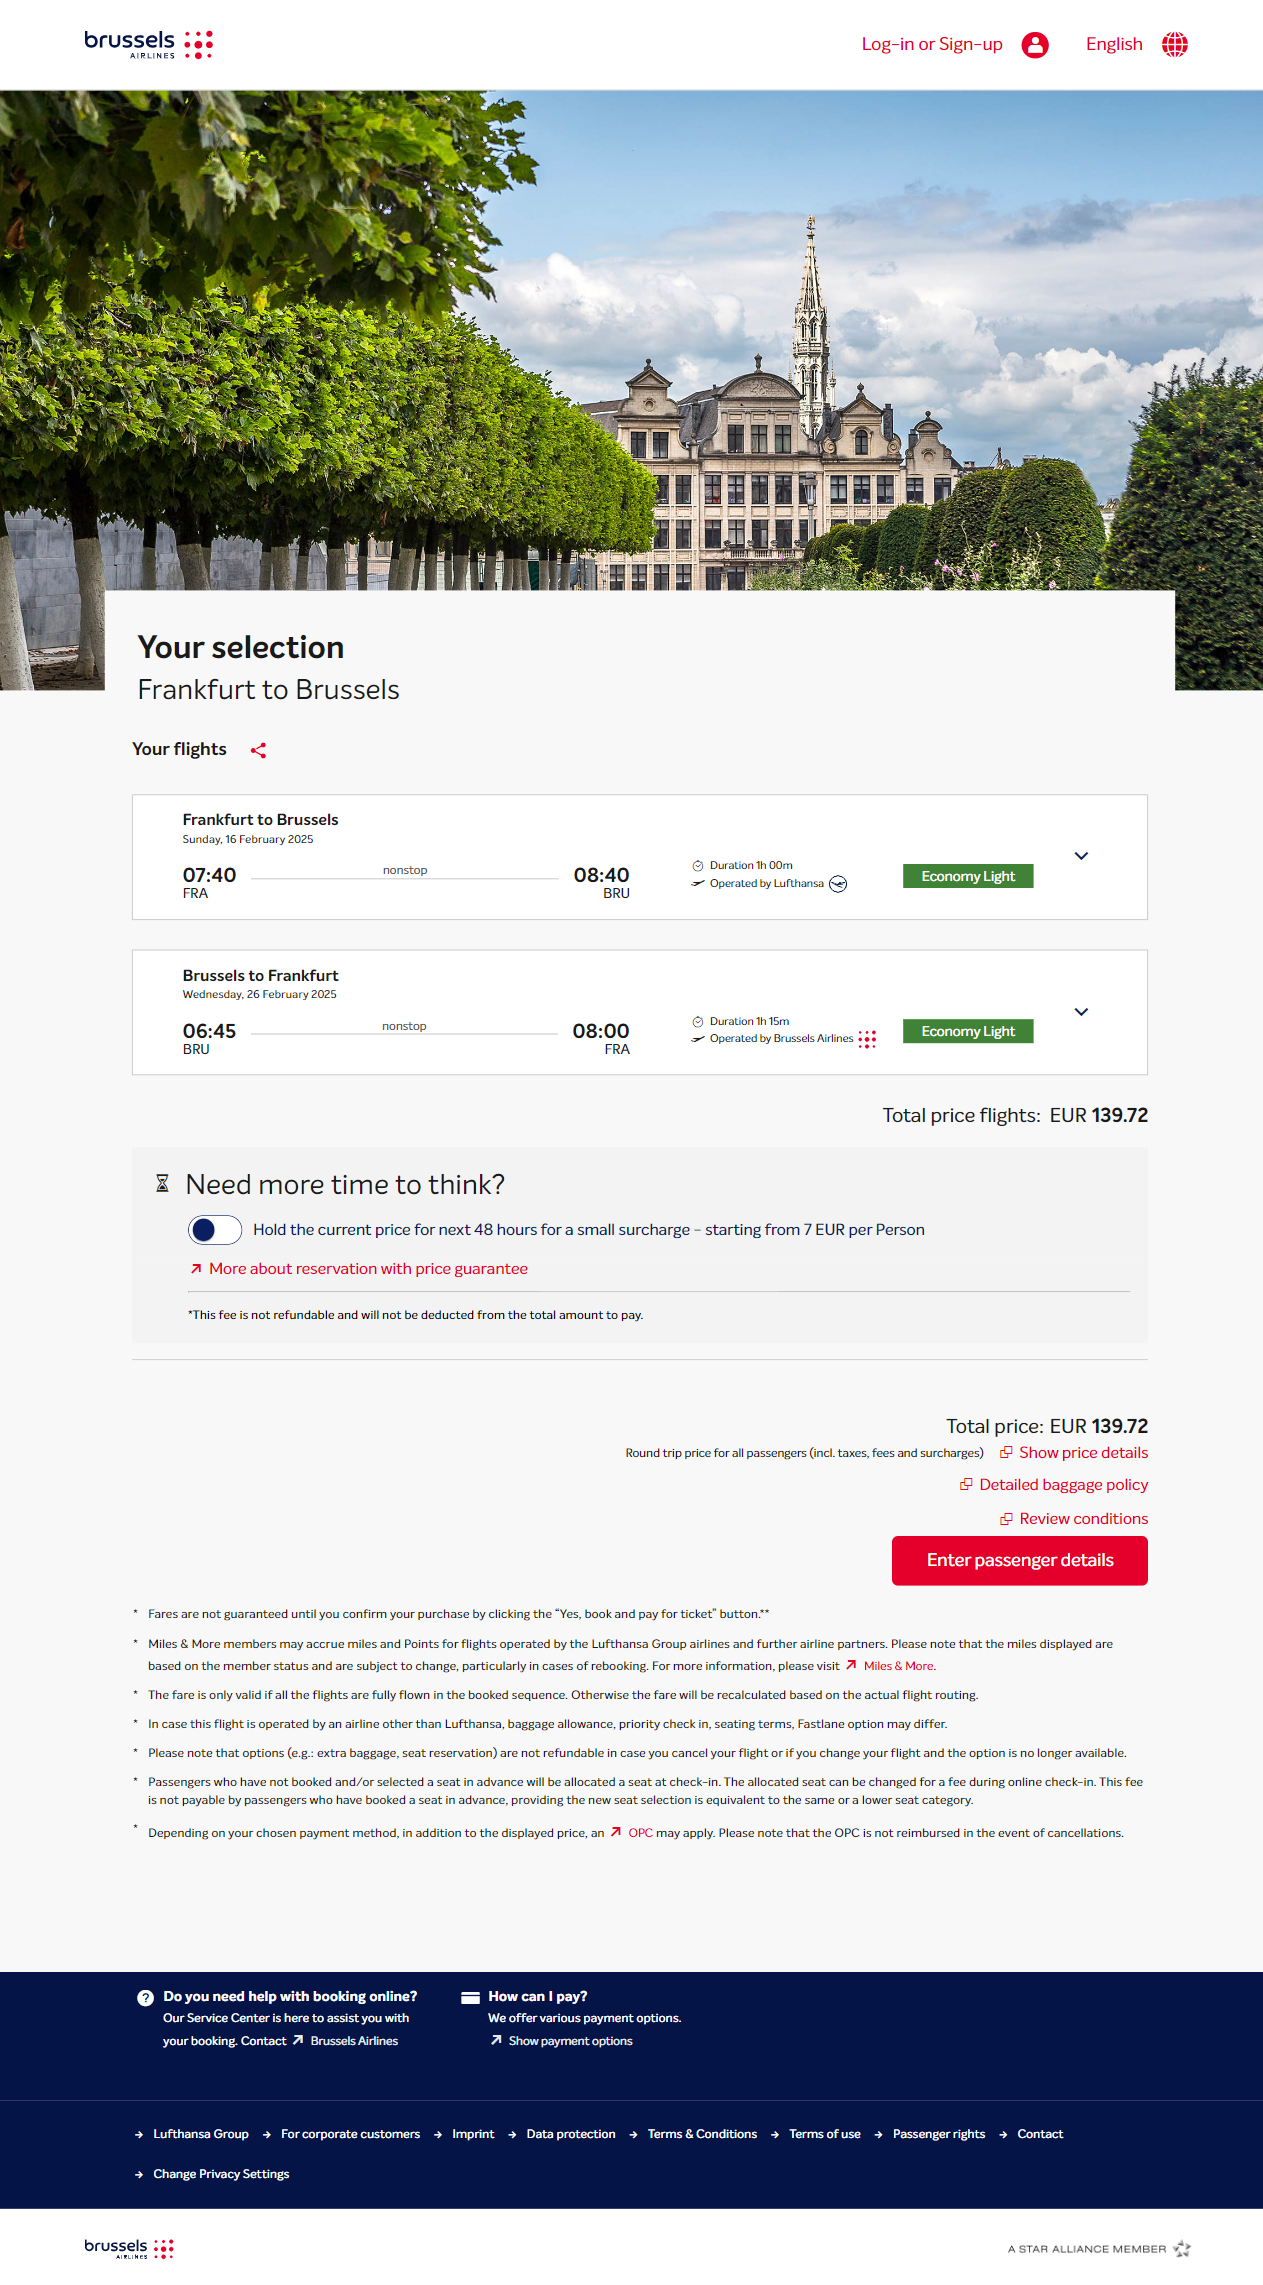 brussels
AIRLINES
Log-in or Sign-up
English
Your selection
Frankfurt to Brussels
Your flights
Frankfurt to Brussels
Sunday, 16 February 2025
07:40 nonstop 08:40
FRA BRU
Duration 1h 00m
Operated by Lufthansa
Economy Light
Brussels to Frankfurt
Wednesday, 26 February 2025
06:45 nonstop 08:00
BRU FRA
Duration 1h 15m
Operated by Brussels Airlines
Economy Light
Total price flights: EUR 139.72
Need more time to think?
Hold the current price for next 48 hours for a small surcharge - starting from 7 EUR per Person
More about reservation with price guarantee
*This fee is not refundable and will not be deducted from the total amount to pay.
Total price: EUR 139.72
Round trip price for all passengers (incl. taxes, fees and surcharges) Show price details
Detailed baggage policy
Review conditions
Enter passenger details
* Fares are not guaranteed until you confirm your purchase by clicking the “Yes, book and pay for ticket” button.**
* Miles & More members may accrue miles and Points for flights operated by the Lufthansa Group airlines and further airline partners. Please note that the miles displayed are
based on the member status and are subject to change, particularly in cases of rebooking. For more information, please visit Miles & More.
* The fare is only valid if all the flights are fully flown in the booked sequence. Otherwise the fare will be recalculated based on the actual flight routing.
* In case this flight is operated by an airline other than Lufthansa, baggage allowance, priority check in, seating terms, Fastlane option may differ.
* Please note that options (e.g.: extra baggage, seat reservation) are not refundable in case you cancel your flight or if you change your flight and the option is no longer available.
* Passengers who have not booked and/or selected a seat in advance will be allocated a seat at check-in. The allocated seat can be changed for a fee during online check-in. This fee
is not payable by passengers who have booked a seat in advance, providing the new seat selection is equivalent to the same or a lower seat category.
* Depending on your chosen payment method, in addition to the displayed price, an OPC may apply. Please note that the OPC is not reimbursed in the event of cancellations.
Do you need help with booking online?
Our Service Center is here to assist you with
your booking. Contact Brussels Airlines
How can I pay?
We offer various payment options.
Show payment options
Lufthansa Group For corporate customers Imprint Data protection Terms & Conditions Terms of use Passenger rights Contact
Change Privacy Settings
brussels
AIRLINES
A STAR ALLIANCE MEMBER